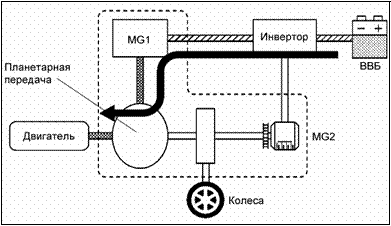 MG1
Инвертор
ВВБ
Планетарная
передача
Двигатель
MG2
Колеса